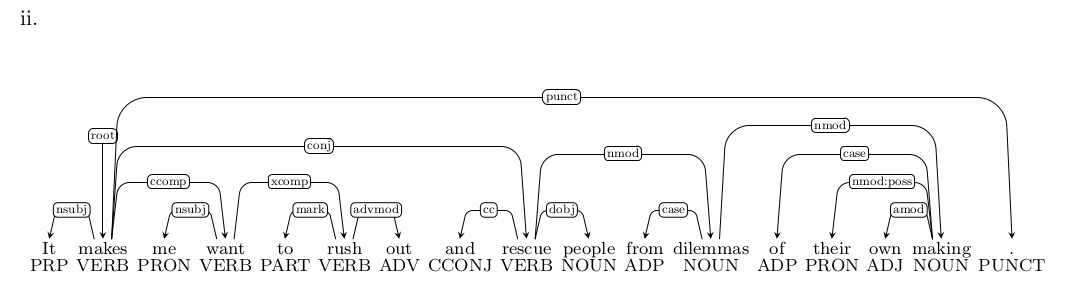 ii.
punct
root
conj
nmod
nmod
case
ccomp
xcomp
nmod:poss
nsubj
nsubj
mark
advmod
cc
dobj
case
amod
It makes me want to rush out and rescue people from dilemmas of their own making .
PRP VERB PRON VERB PART VERB ADV CCONJ VERB NOUN ADP NOUN ADP PRON ADJ NOUN PUNCT